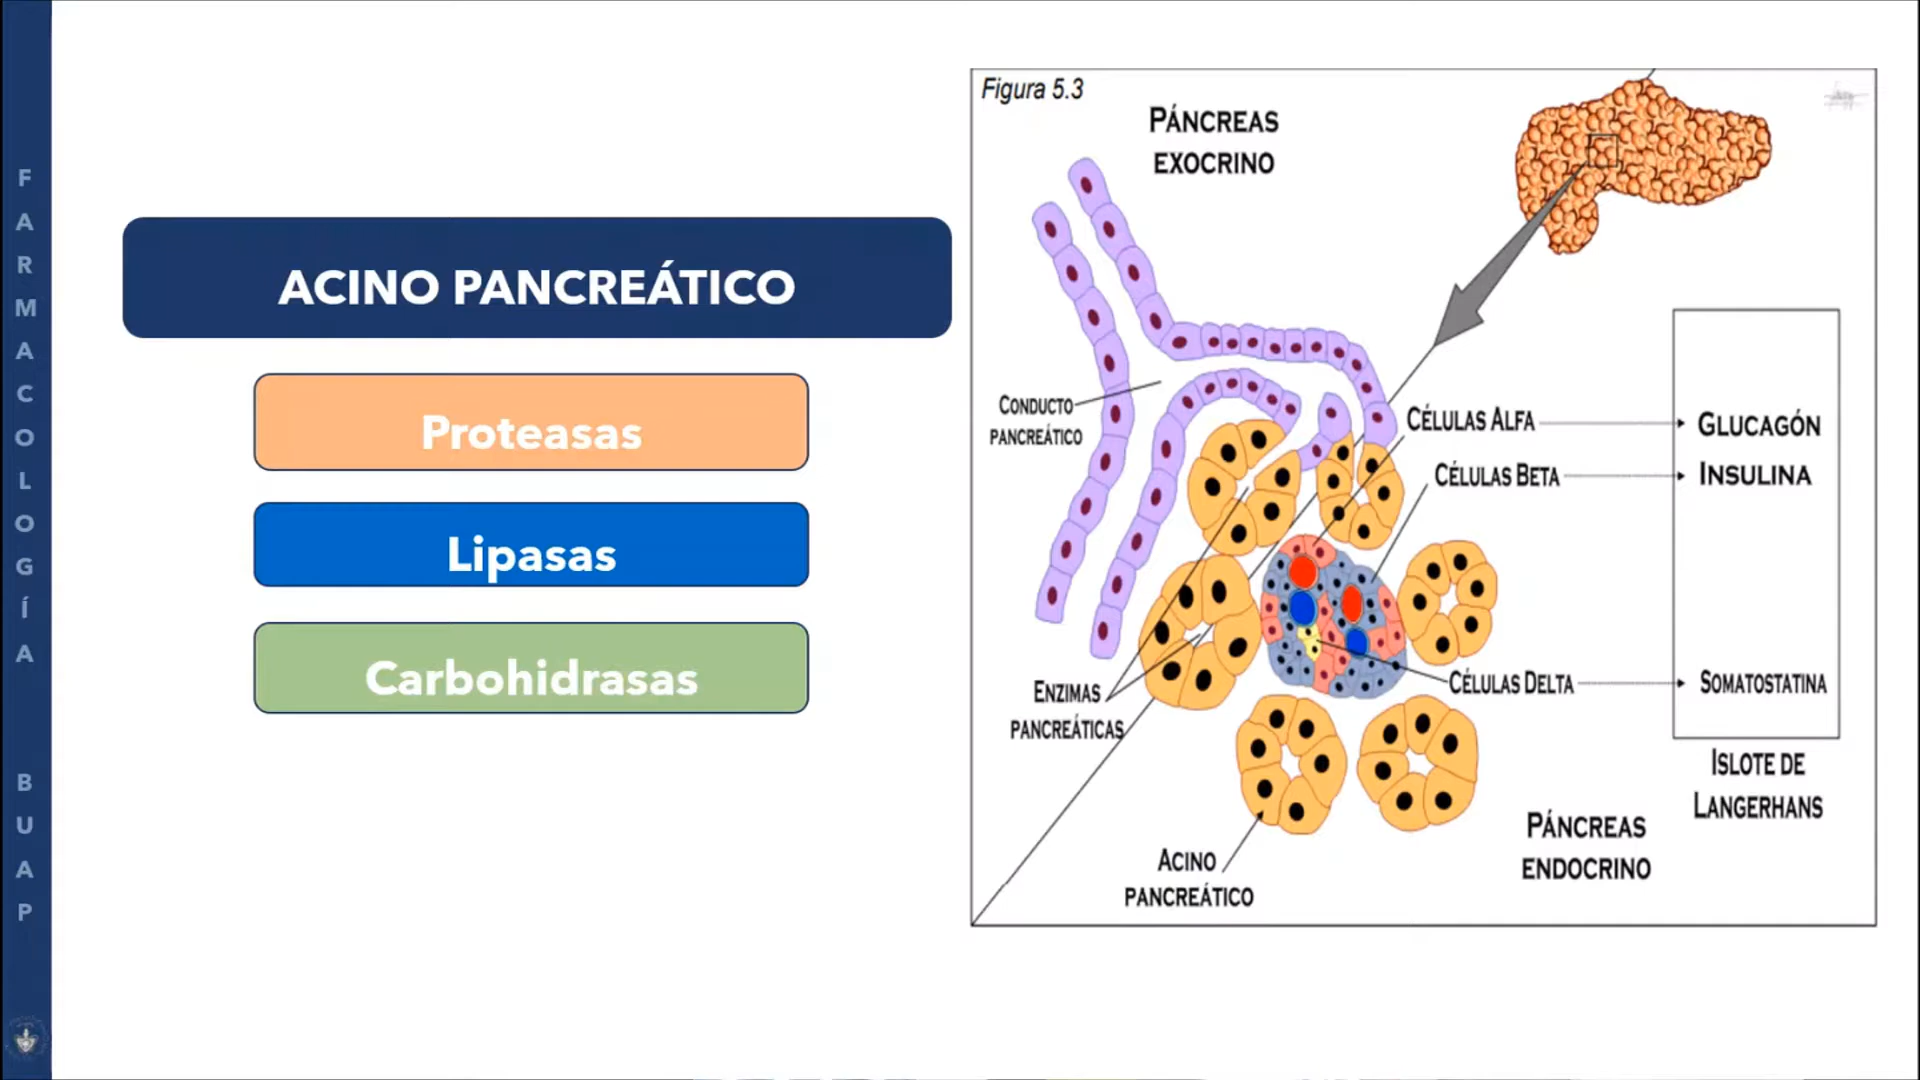 FARMACOLOGÍA BUAP
ACINO PANCREÁTICO
Proteasas
Lipasas
Carbohidrasas
Figura 5.3
PÁNCREAS
EXOCRINO
CONDUCTO
PANCREÁTICO
CÉLULAS ALFA
GLUCAGÓN
CÉLULAS BETA
INSULINA
CÉLULAS DELTA
SOMATOSTATINA
ENZIMAS
PANCREÁTICAS
ISLOTE DE
LANGERHANS
PÁNCREAS
ENDOCRINO
ACINO
PANCREÁTICO